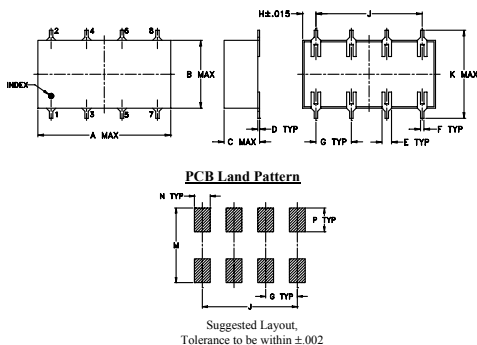 H±.015
J
2 4 6 8
B MAX
K MAX
INDEX
1 3 5 7
A MAX
C MAX
D TYP
G TYP
E TYP
F TYP
PCB Land Pattern
N TYP
P TYP
M
G TYP
J
Suggested Layout,
Tolerance to be within ±.002